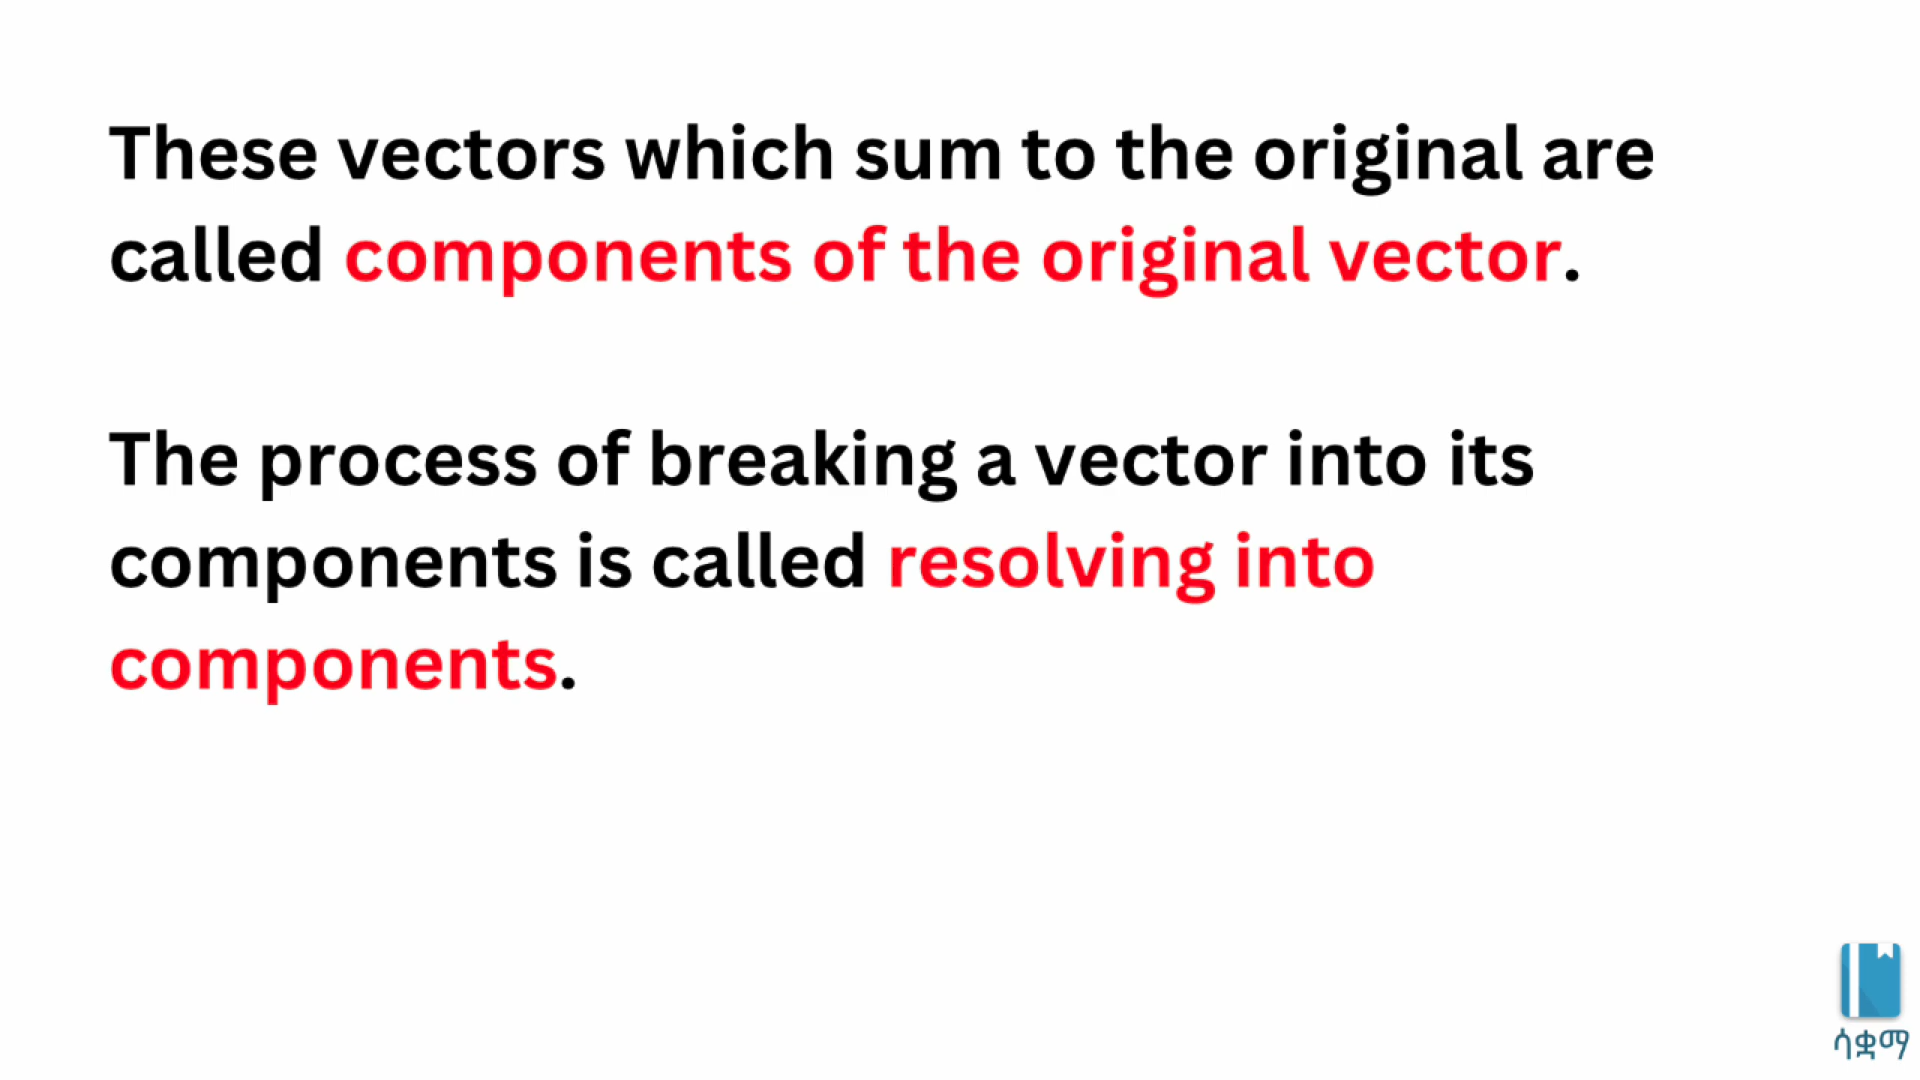 These vectors which sum to the original are
called components of the original vector.
The process of breaking a vector into its
components is called resolving into
components.
ሳቋማ